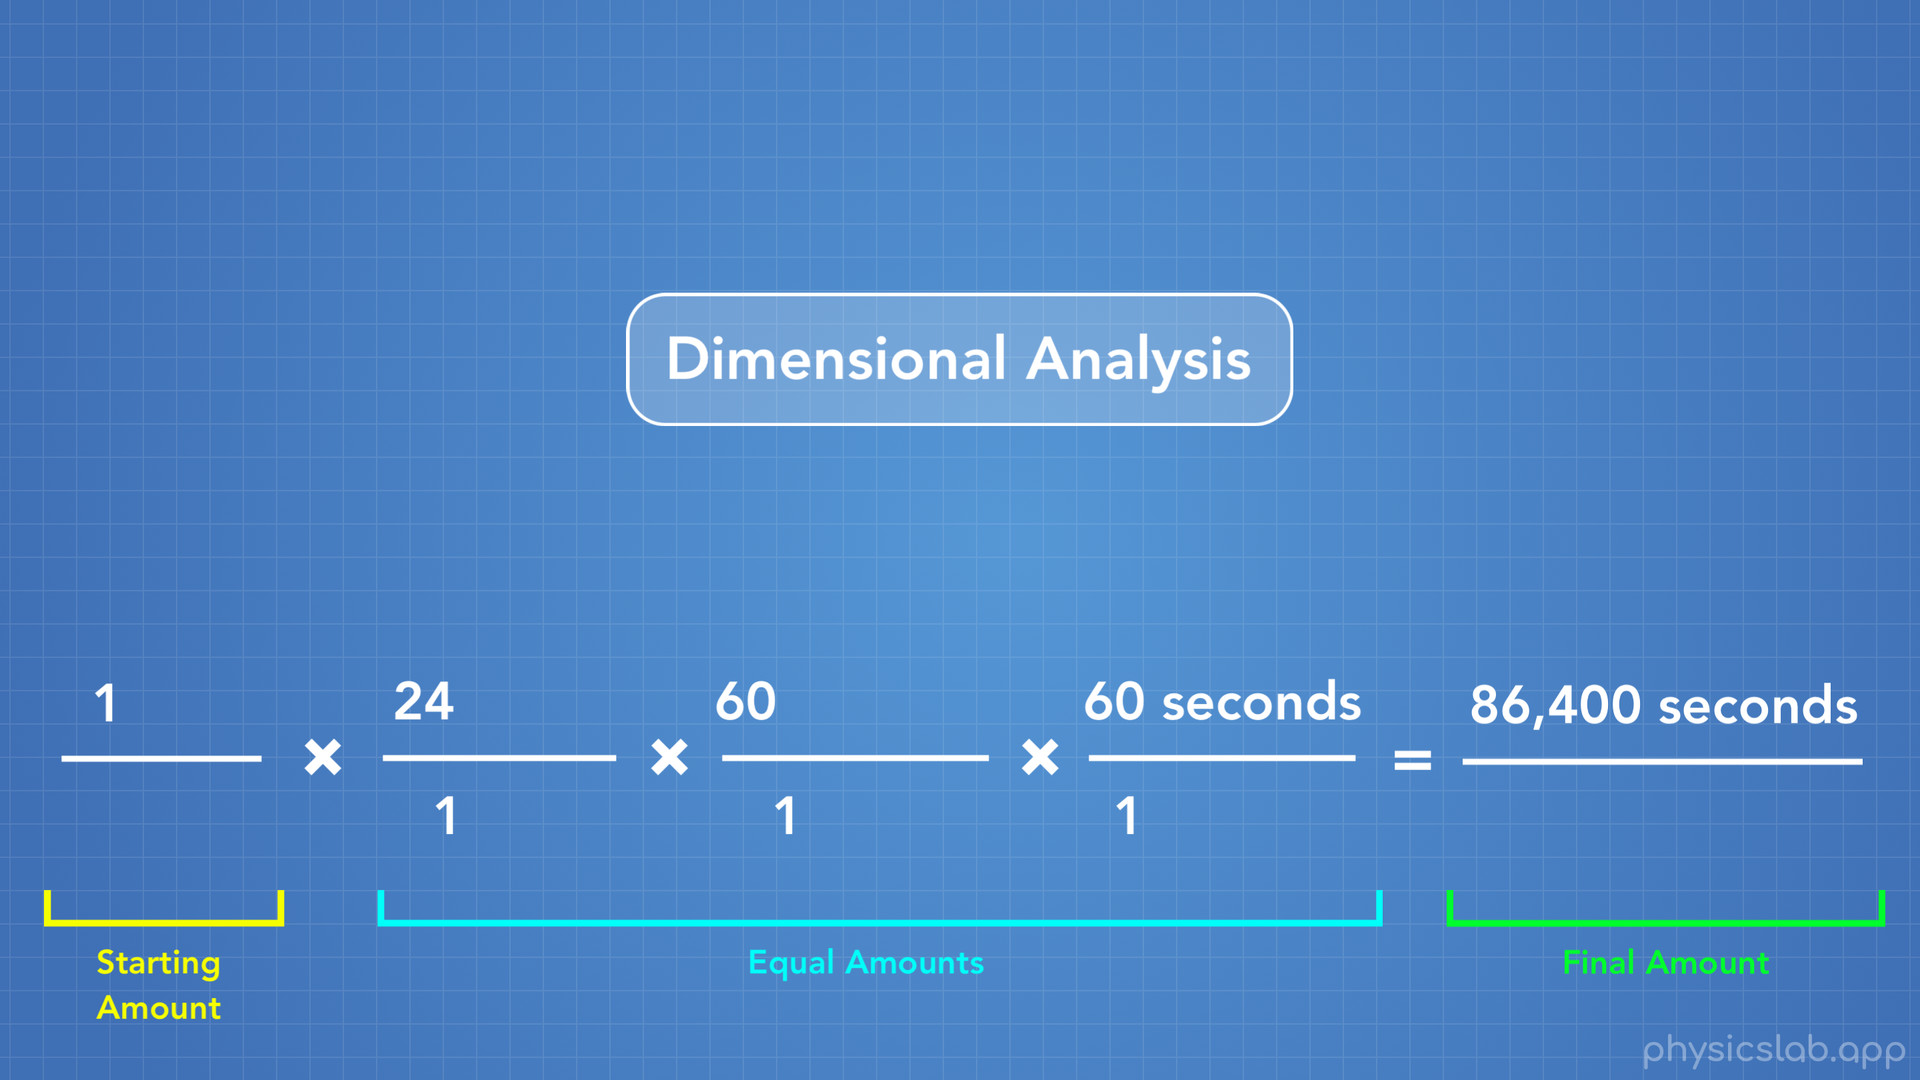 Dimensional Analysis
1 × 24 × 60 × 60 seconds = 86,400 seconds
1 1 1
Starting
Amount
Equal Amounts
Final Amount
physicslab.app